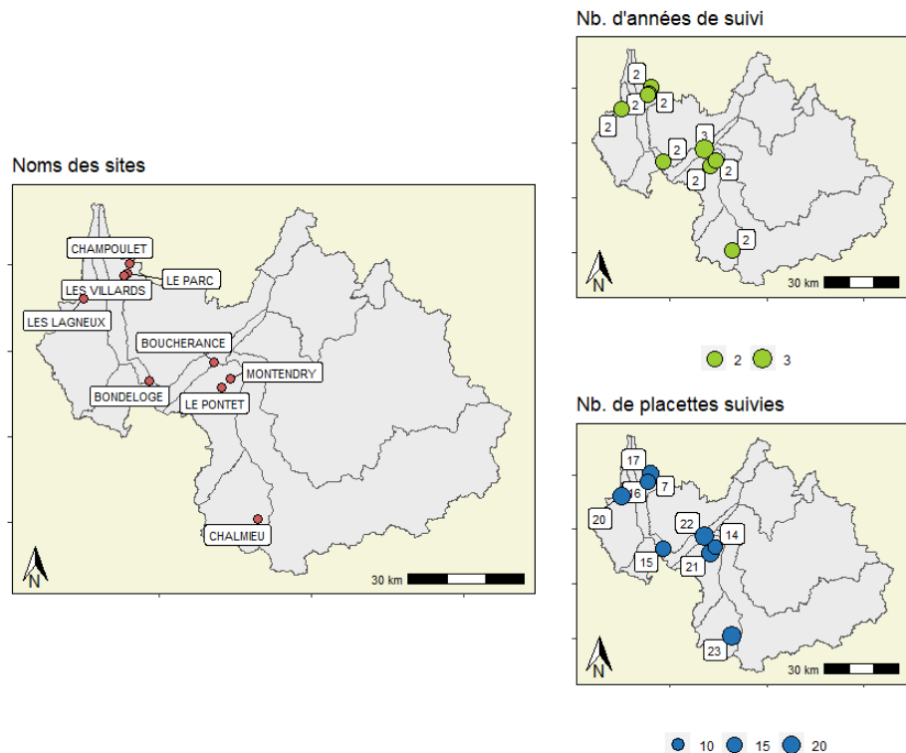 Noms des sites
CHAMPOULET
LE PARC
LES VILLARDS
LES LAGNEUX
BOUCHERANCE
MONTENDRY
BONDELOGE
LE PONTET
CHALMIEU
N
30 km
Nb. d'années de suivi
2
2
2
2
3
2
2
2
2
N
30 km
2 3
Nb. de placettes suivies
17
16
7
20
22
14
15
21
23
N
30 km
10 15 20